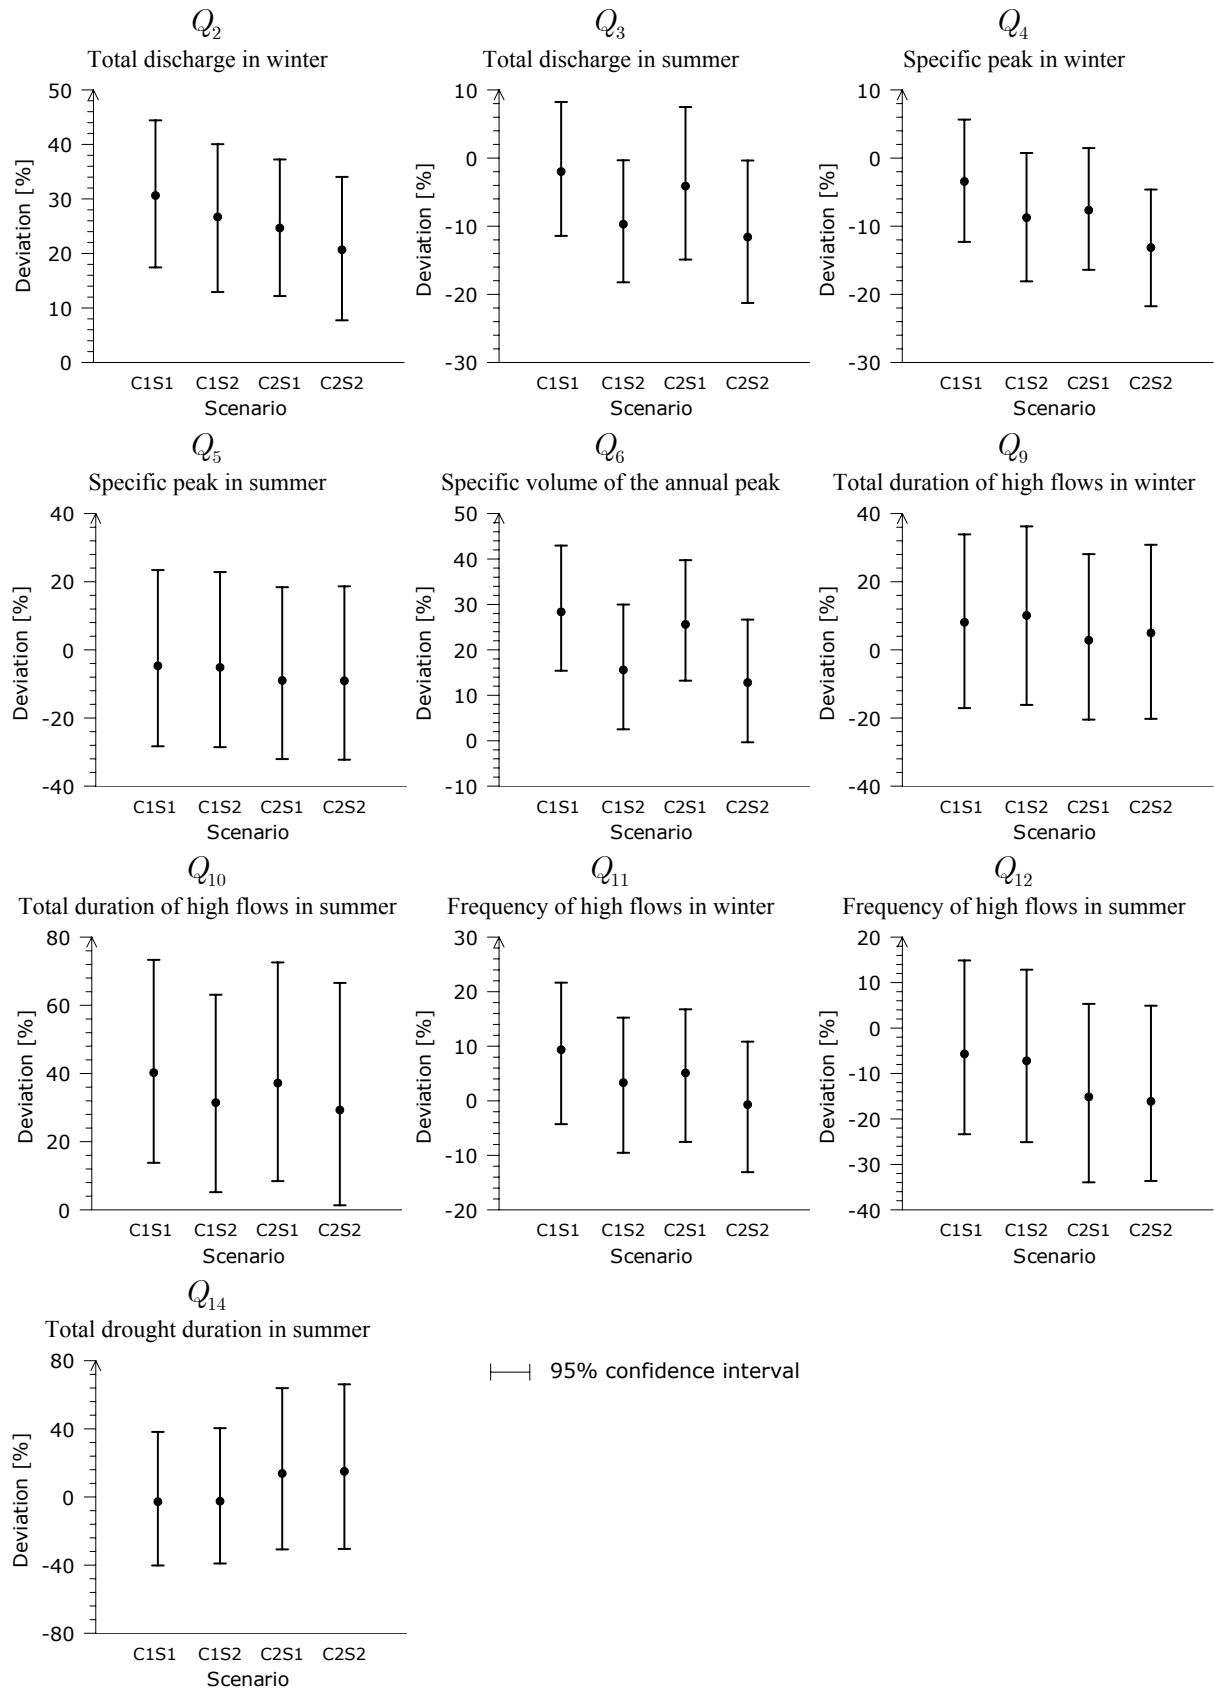 Q2
Total discharge in winter
50
40
30
20
10
0
Deviation [%]
C1S1 C1S2 C2S1 C2S2
Scenario
Q3
Total discharge in summer
10
0
-10
-20
-30
Deviation [%]
C1S1 C1S2 C2S1 C2S2
Scenario
Q4
Specific peak in winter
10
0
-10
-20
-30
Deviation [%]
C1S1 C1S2 C2S1 C2S2
Scenario
Q5
Specific peak in summer
40
20
0
-20
-40
Deviation [%]
C1S1 C1S2 C2S1 C2S2
Scenario
Q6
Specific volume of the annual peak
50
40
30
20
10
0
-10
Deviation [%]
C1S1 C1S2 C2S1 C2S2
Scenario
Q9
Total duration of high flows in winter
40
20
0
-20
-40
Deviation [%]
C1S1 C1S2 C2S1 C2S2
Scenario
Q10
Total duration of high flows in summer
80
60
40
20
0
Deviation [%]
C1S1 C1S2 C2S1 C2S2
Scenario
Q11
Frequency of high flows in winter
30
20
10
0
-10
-20
Deviation [%]
C1S1 C1S2 C2S1 C2S2
Scenario
Q12
Frequency of high flows in summer
20
10
0
-10
-20
-30
-40
Deviation [%]
C1S1 C1S2 C2S1 C2S2
Scenario
Q14
Total drought duration in summer
80
40
0
-40
-80
Deviation [%]
C1S1 C1S2 C2S1 C2S2
Scenario
95% confidence interval